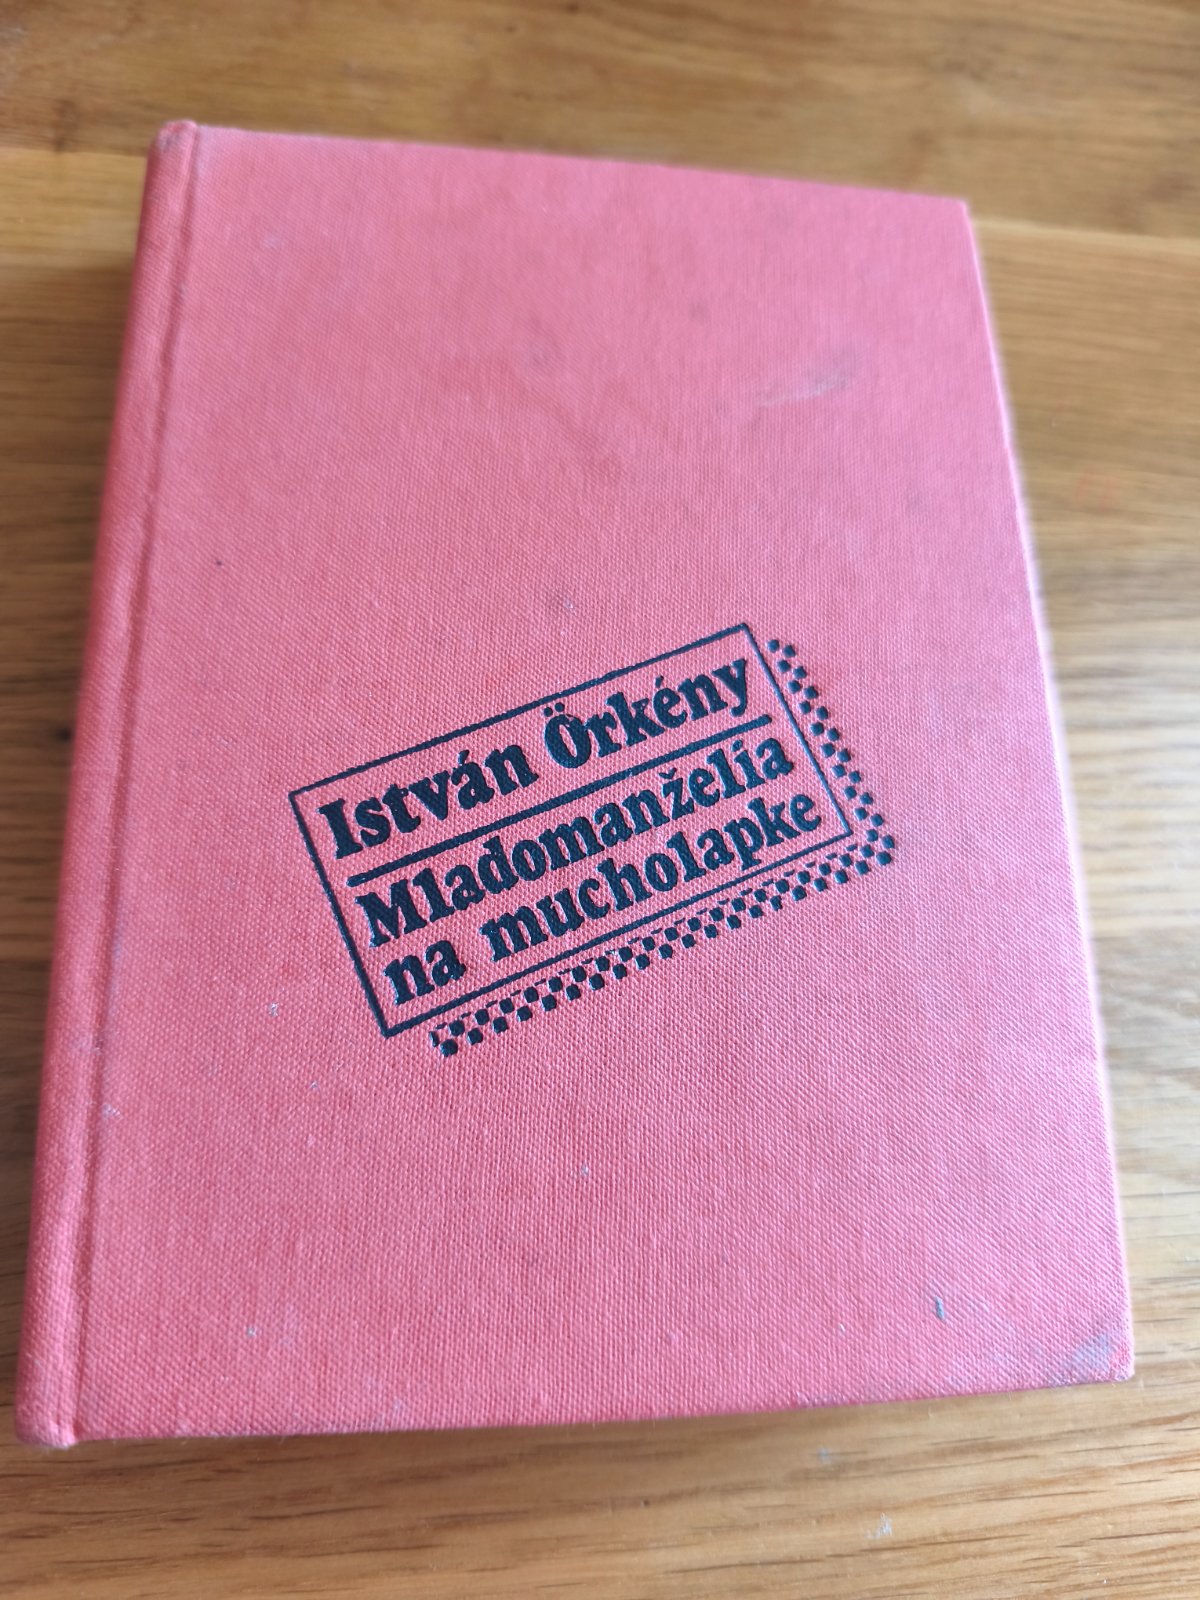 István Örkény
Mladomanželia
na mucholapke